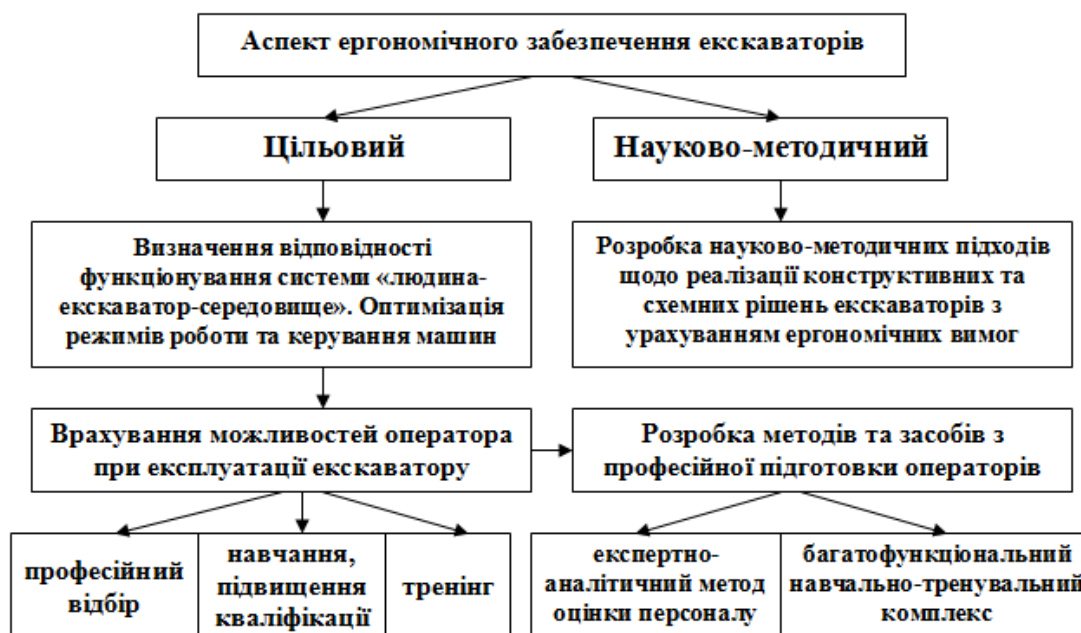 Аспект ергономічного забезпечення екскаваторів
Цільовий
Науково-методичний
Визначення відповідності
функціонування системи «людина-
екскаватор-середовище». Оптимізація
режимів роботи та керування машин
Розробка науково-методичних підходів
щодо реалізації конструктивних та
схемних рішень екскаваторів з
урахуванням ергономічних вимог
Врахування можливостей оператора
при експлуатації екскаватору
Розробка методів та засобів з
професійної підготовки операторів
професійний
відбір
навчання,
підвищення
кваліфікації
тренінг
експертно-
аналітичний метод
оцінки персоналу
багатофункціональний
навчально-тренувальний
комплекс